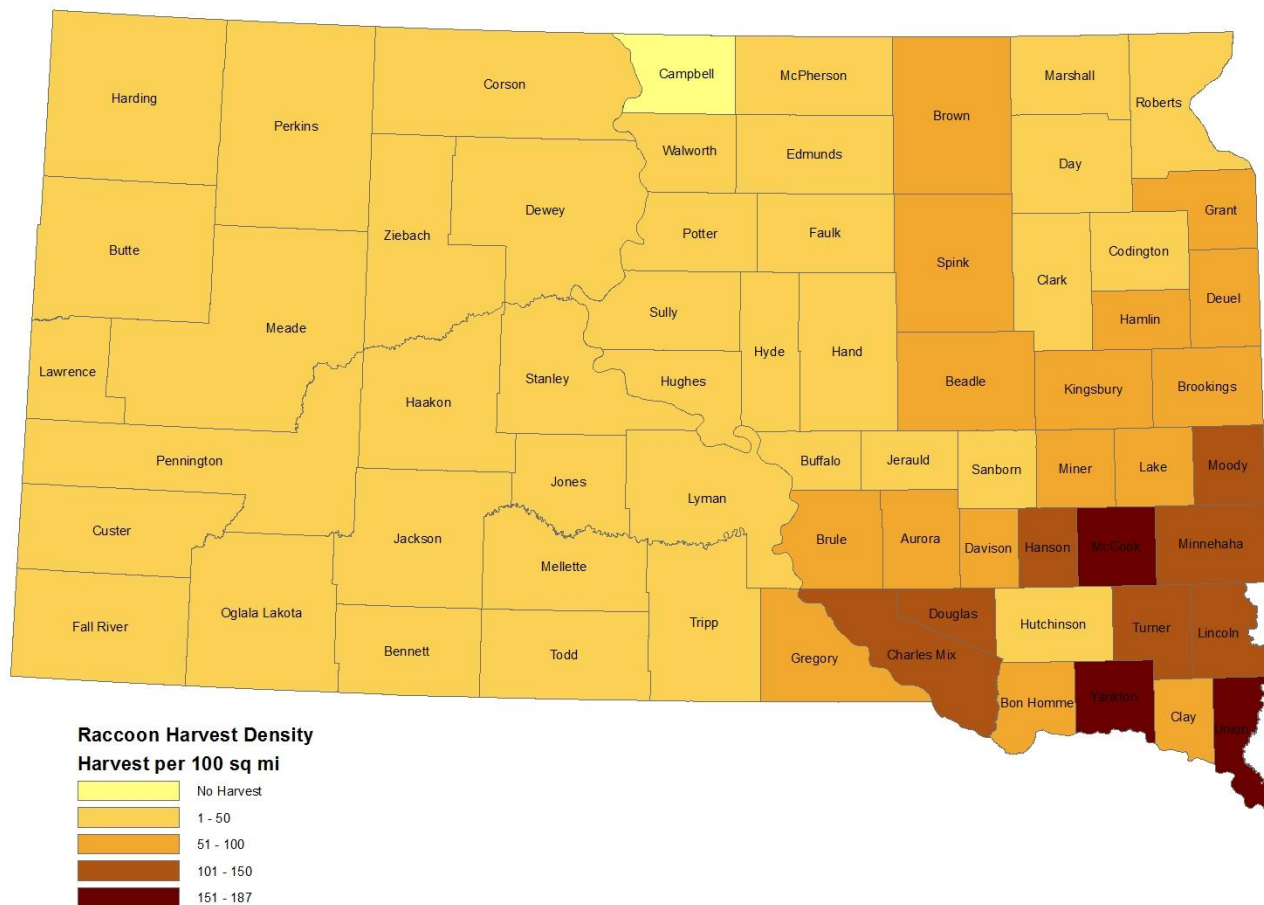 Campbell
McPherson
Marshall
Corson
Harding
Roberts
Perkins
Brown
Walworth
Edmunds
Day
Dewey
Grant
Potter
Faulk
Ziebach
Butte
Codington
Spink
Clark
Deuel
Sully
Hamlin
Meade
Hyde
Hand
Lawrence
Stanley
Hughes
Beadle
Kingsbury
Brookings
Haakon
Pennington
Buffalo
Jerauld
Sanborn
Miner
Lake
Moody
Jones
Lyman
Custer
Jackson
Brule
Aurora
Davison
Hanson
McCook
Minnehaha
Mellette
Oglala Lakota
Fall River
Tripp
Douglas
Hutchinson
Turner
Lincoln
Bennett
Todd
Gregory
Charles Mix
Bon Homme
Yankton
Clay
Union
Raccoon Harvest Density
Harvest per 100 sq mi
No Harvest
1 - 50
51 - 100
101 - 150
151 - 187